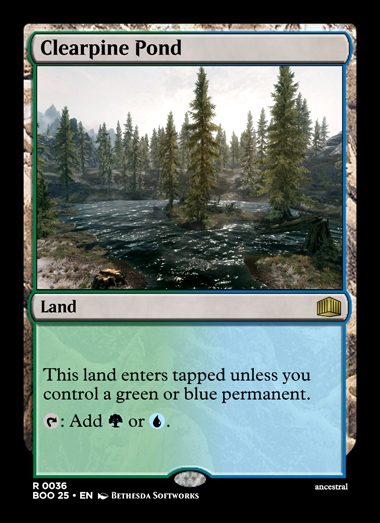 Clearpine Pond
Land
This land enters tapped unless you
control a green or blue permanent.
: Add or .
R 0036
BOO 25 • EN Bethesda Softworks
ancestral